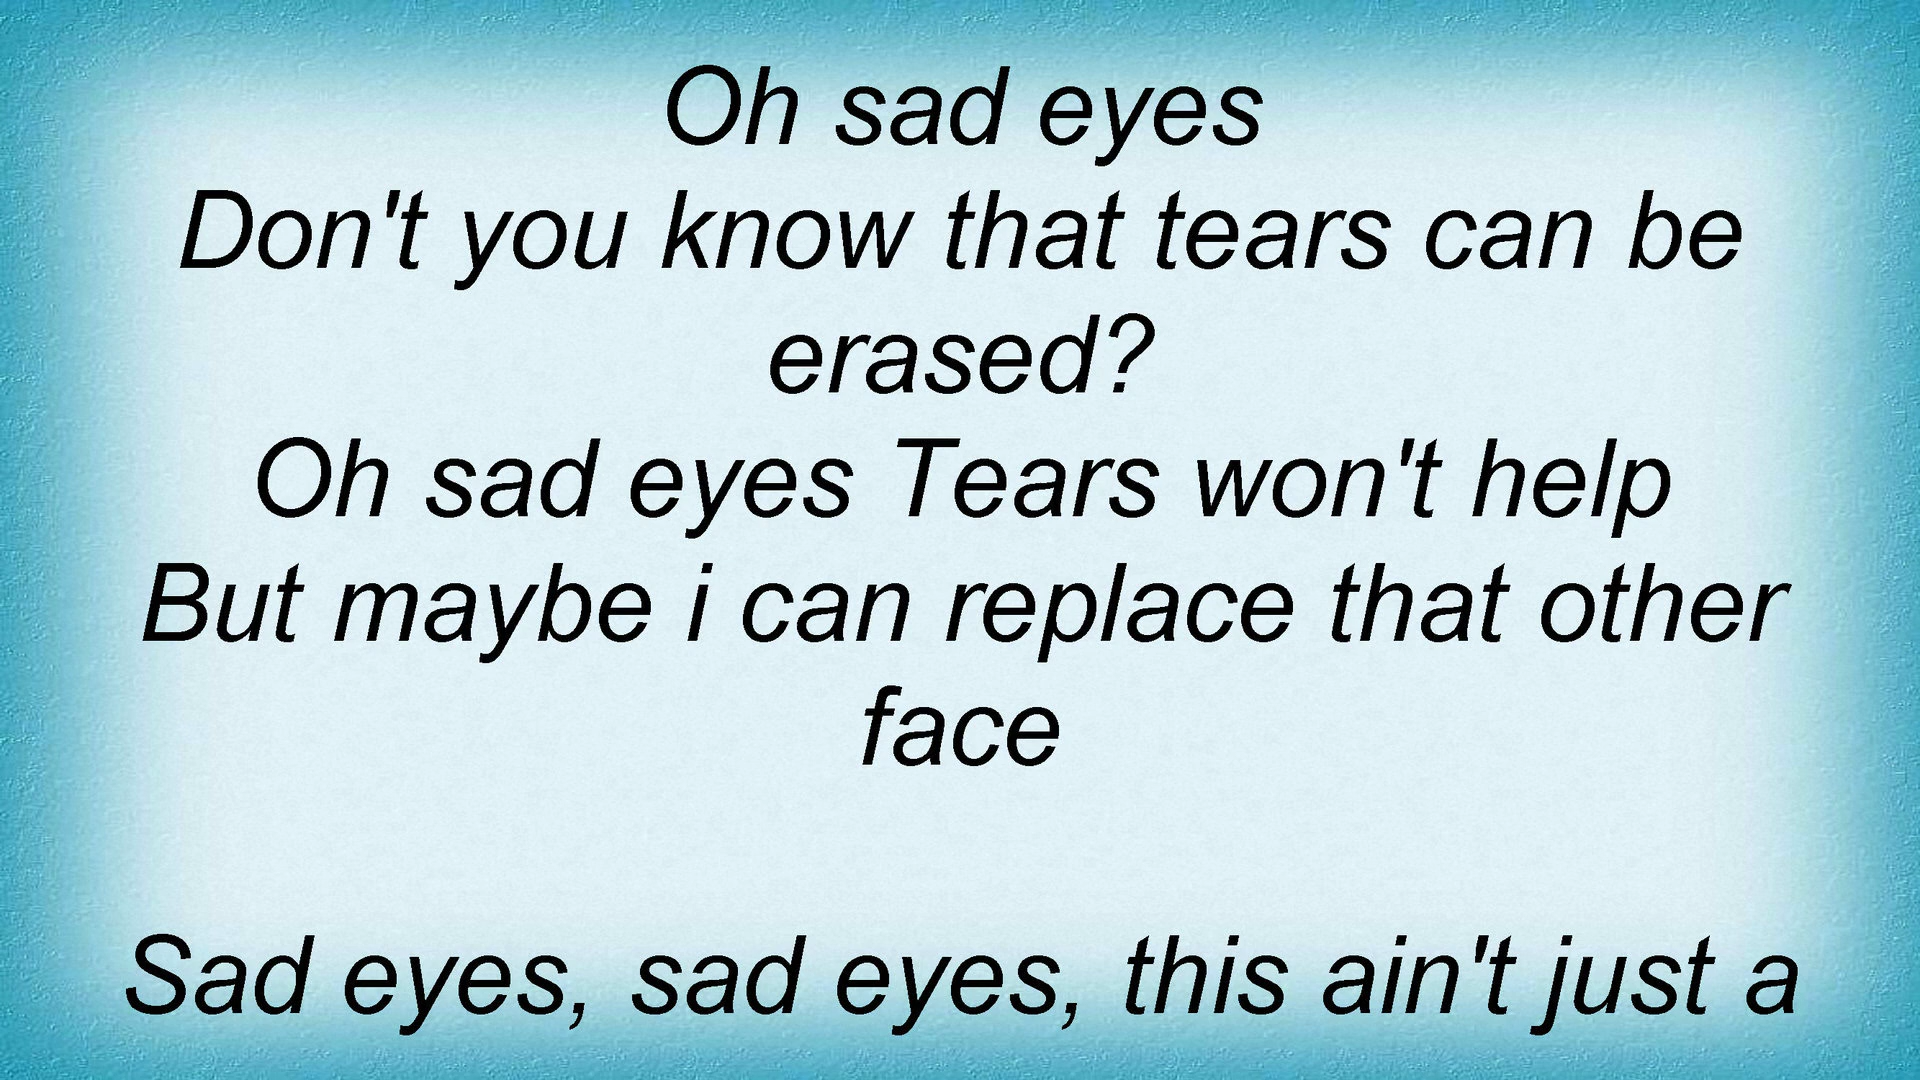 Oh sad eyes
Don't you know that tears can be
erased?
Oh sad eyes Tears won't help
But maybe i can replace that other
face
Sad eyes, sad eyes, this ain't just a